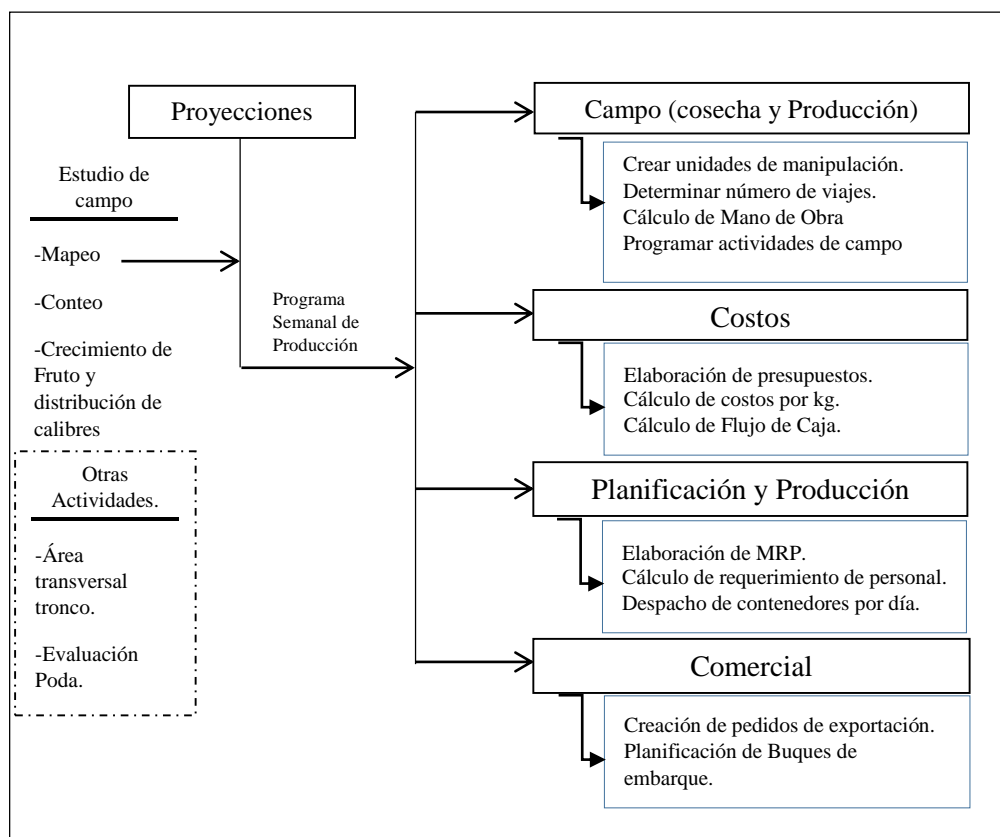 Proyecciones
Estudio de
campo
-Mapeo
-Conteo
-Crecimiento de
Fruto y
distribución de
calibres
Otras
Actividades.
-Área
transversal
tronco.
-Evaluación
Poda.
Programa
Semanal de
Producción
Campo (cosecha y Producción)
Crear unidades de manipulación.
Determinar número de viajes.
Cálculo de Mano de Obra
Programar actividades de campo
Costos
Elaboración de presupuestos.
Cálculo de costos por kg.
Cálculo de Flujo de Caja.
Planificación y Producción
Elaboración de MRP.
Cálculo de requerimiento de personal.
Despacho de contenedores por día.
Comercial
Creación de pedidos de exportación.
Planificación de Buques de
embarque.